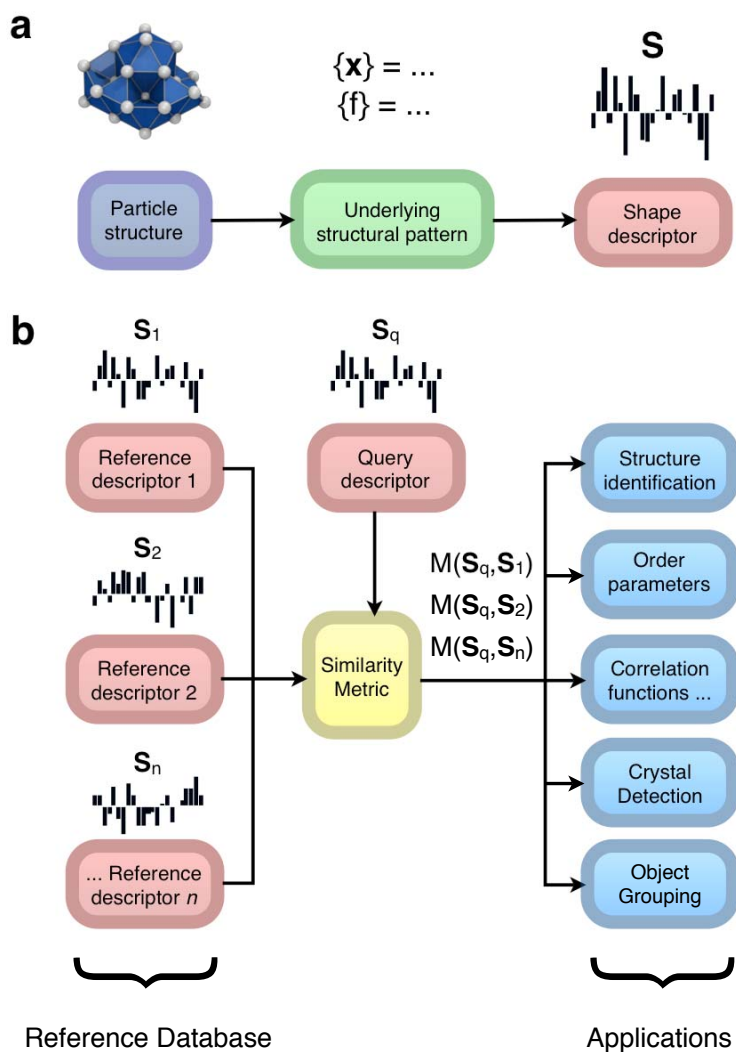 a
{x} = ...
{f} = ...
S
Particle
structure
Underlying
structural pattern
Shape
descriptor
b
S1
Sq
Reference
descriptor 1
Query
descriptor
Structure
identification
S2
M(Sq,S1)
M(Sq,S2)
M(Sq,Sn)
Order
parameters
Reference
descriptor 2
Similarity
Metric
Correlation
functions ...
Sn
Crystal
Detection
... Reference
descriptor n
Object
Grouping
Reference Database
Applications